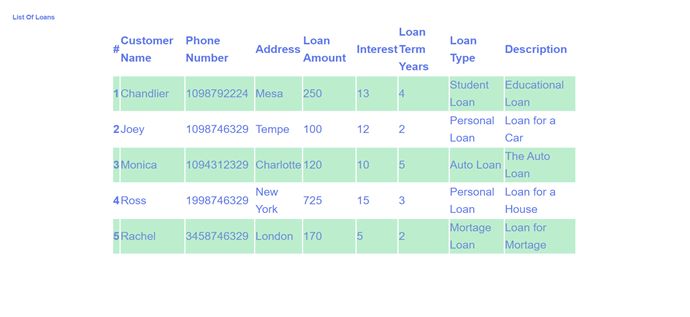 List Of Loans
# Customer Name Phone Number Address Loan Amount Interest Loan Term Years Loan Type Description
1 Chandlier 1098792224 Mesa 250 13 4 Student Loan Educational Loan
2 Joey 1098746329 Tempe 100 12 2 Personal Loan Loan for a Car
3 Monica 1094312329 Charlotte 120 10 5 Auto Loan The Auto Loan
4 Ross 1998746329 New York 725 15 3 Personal Loan Loan for a House
5 Rachel 3458746329 London 170 5 2 Mortage Loan Loan for Mortage